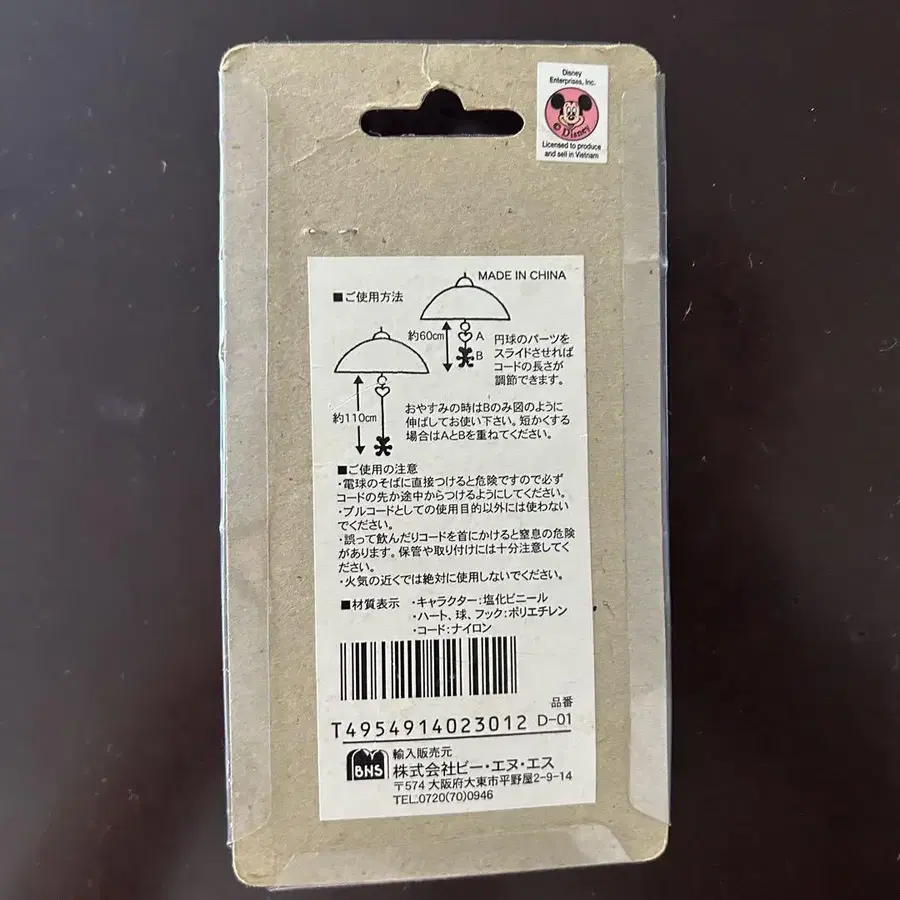 Disney
Enterprises, Inc.
© Disney
Licensed to produce
and sell in Vietnam
MADE IN CHINA
■ご使用方法
約60cm
A
B
円球のパーツを
スライドさせれば
コードの長さが
調節できます。
約110cm
おやすみの時はBのみ図のように
伸ばしてお使い下さい。短かくする
場合はAとBを重ねてください。
■ご使用の注意
・電球のそばに直接つけると危険ですので必ず
コードの先か途中からつけるようにしてください。
・プルコードとしての使用目的以外には使わない
でください。
・誤って飲んだりコードを首にかけると窒息の危険
があります。保管や取り付けには十分注意してく
ださい。
・火気の近くでは絶対に使用しないでください。
■材質表示 ・キャラクター:塩化ビニール
・ハート、球、フック:ポリエチレン
・コード:ナイロン
品番
T4954914023012 D-01
BNS
輸入販売元
株式会社ビー・エヌ・エス
〒574 大阪府大東市平野屋2-9-14
TEL:0720(70)0946